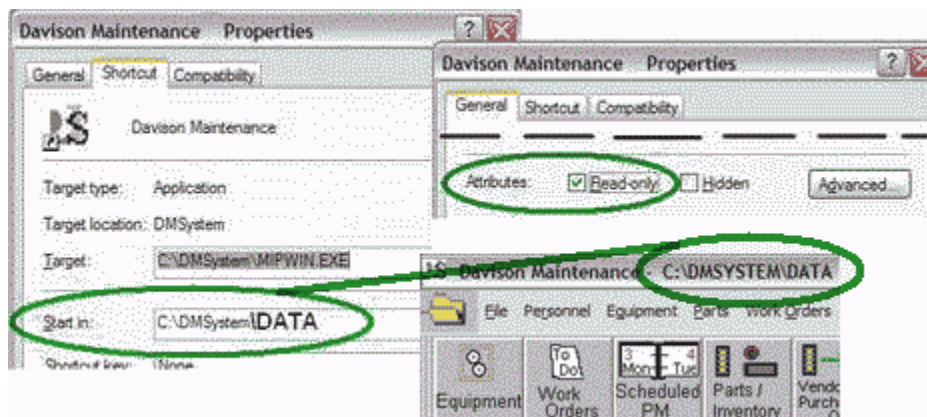 Davison Maintenance Properties
General Shortcut Compatibility
Davison Maintenance
Target type: Application
Target location: DMSystem
Target: C:\DMSystem\MIPWIN.EXE
Start in: C:\DMSystem\DATA
Shortcut key: None
Davison Maintenance Properties
General Shortcut Compatibility
Attributes: Read-only Hidden Advanced...
Davison Maintenance - C:\DMSYSTEM\DATA
File Personnel Equipment Parts Work Orders
Equipment
To Do
Work Orders
3 4
Mon Tue
Scheduled PM
Parts / Inventory